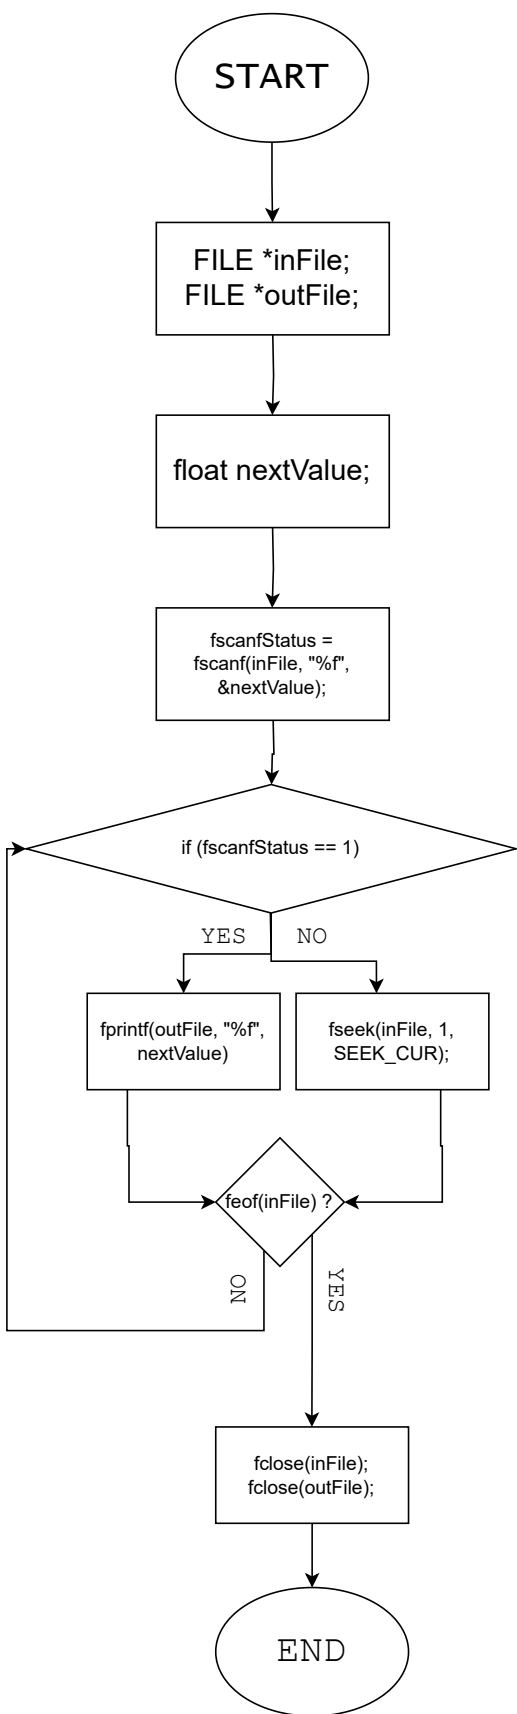 START
FILE *inFile;
FILE *outFile;
float nextValue;
fscanfStatus =
fscanf(inFile, "%f",
&nextValue);
if (fscanfStatus == 1)
YES
NO
fprintf(outFile, "%f",
nextValue)
fseek(inFile, 1,
SEEK_CUR);
feof(inFile) ?
NO
YES
fclose(inFile);
fclose(outFile);
END